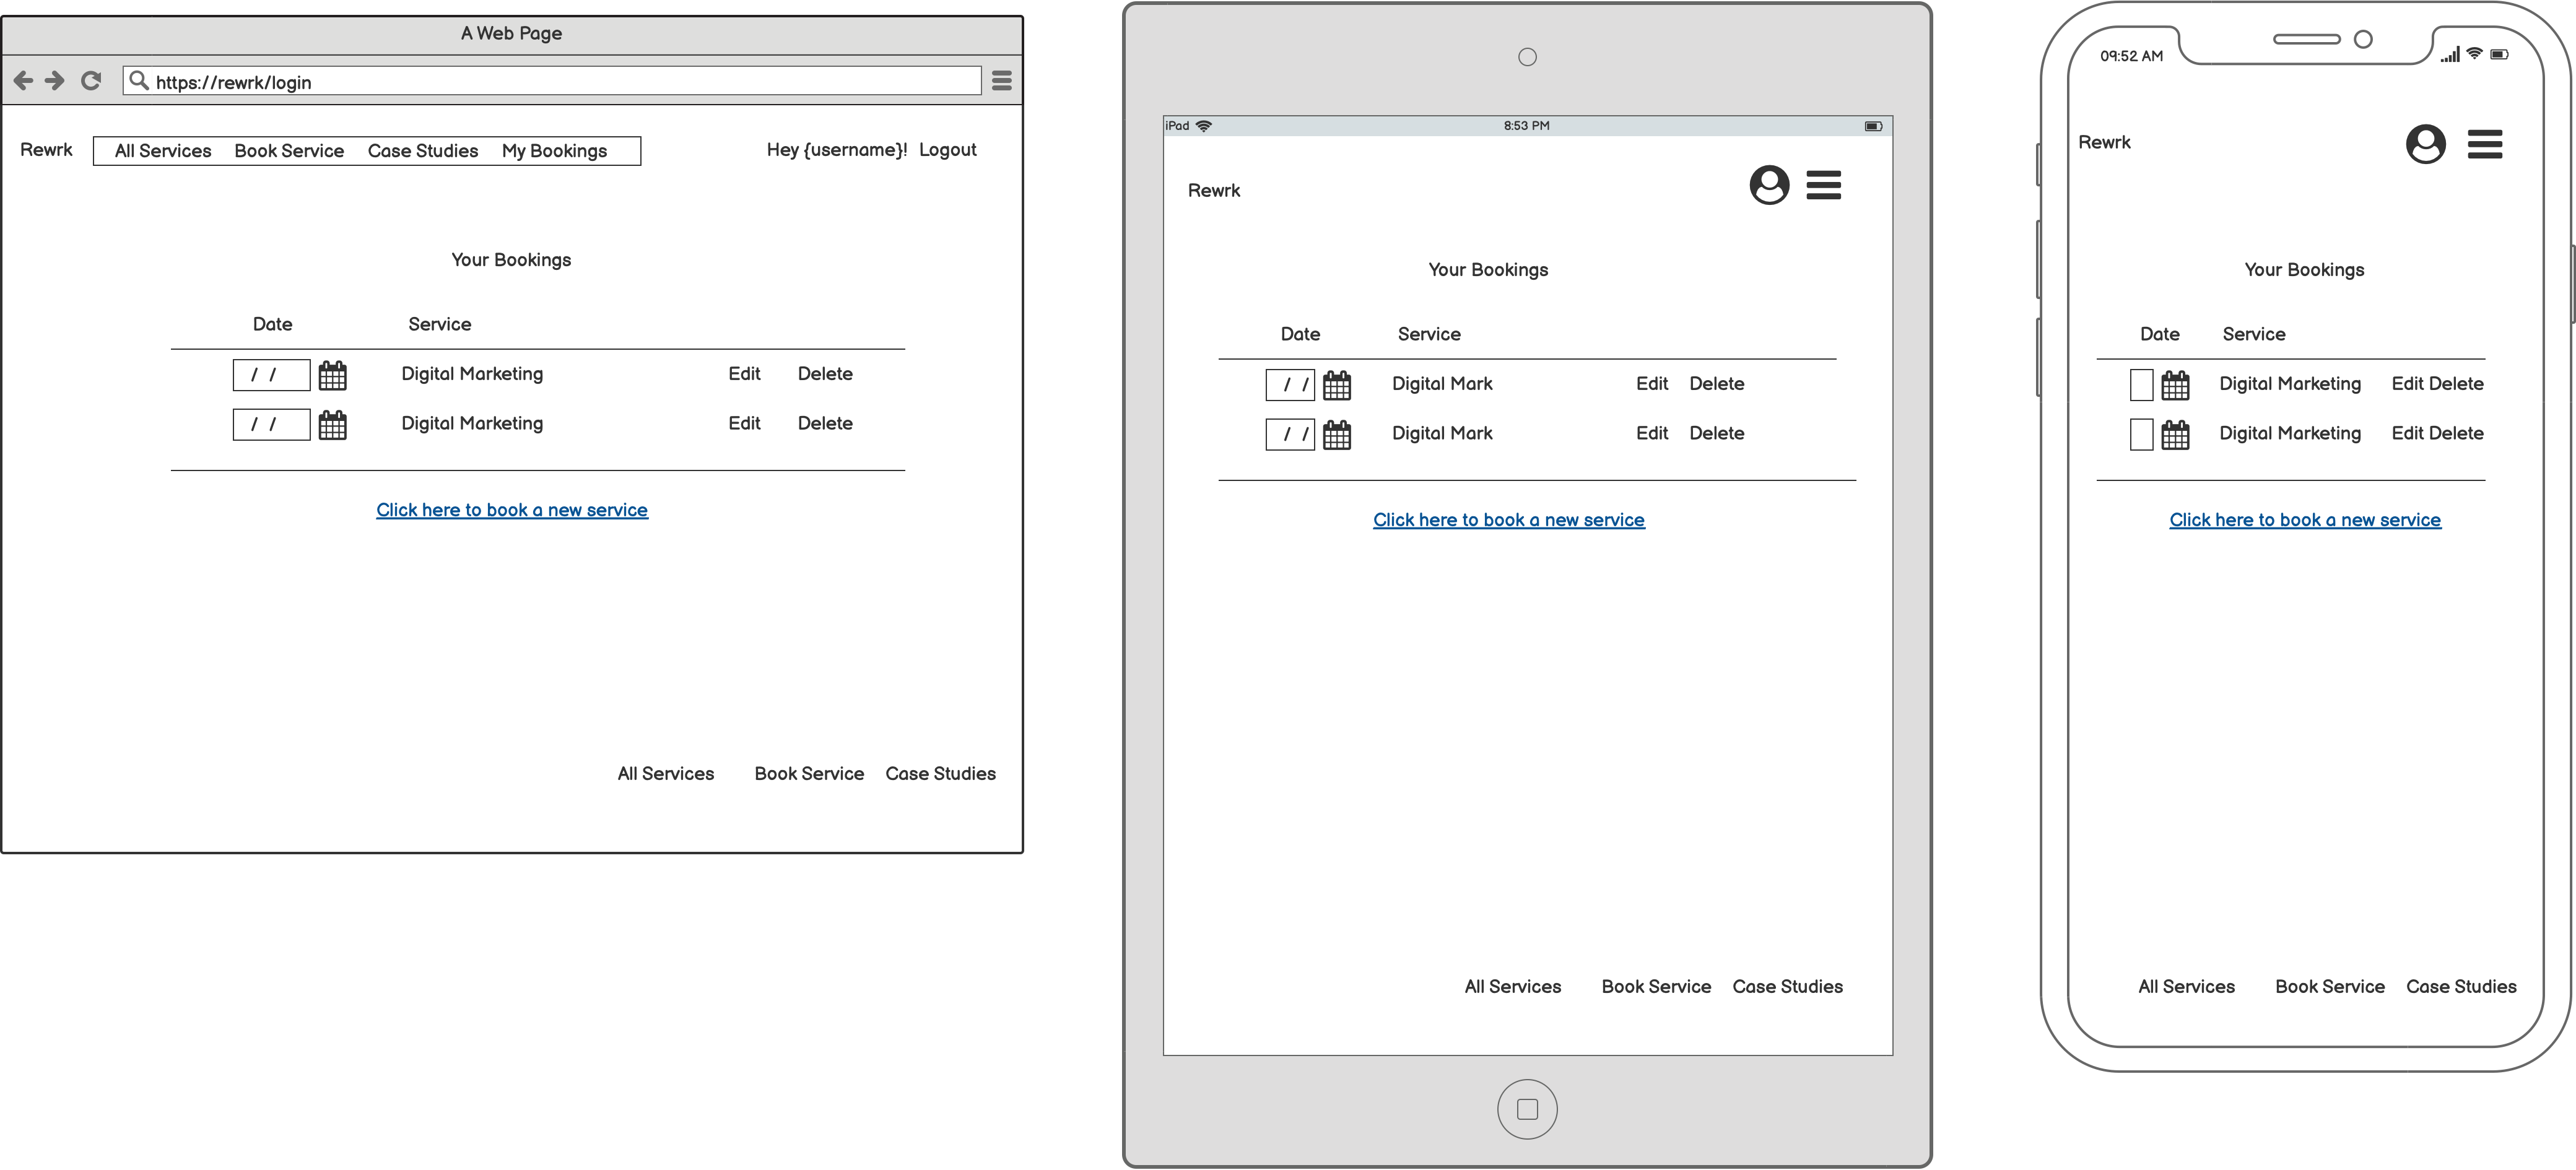 A Web Page
https://rewrk/login
Rewrk All Services Book Service Case Studies My Bookings Hey {username}! Logout
Your Bookings
Date Service
/ / Digital Marketing Edit Delete
/ / Digital Marketing Edit Delete
Click here to book a new service
All Services Book Service Case Studies
iPad 8:53 PM
Rewrk
Your Bookings
Date Service
/ / Digital Mark Edit Delete
/ / Digital Mark Edit Delete
Click here to book a new service
All Services Book Service Case Studies
09:52 AM
Rewrk
Your Bookings
Date Service
Digital Marketing Edit Delete
Digital Marketing Edit Delete
Click here to book a new service
All Services Book Service Case Studies